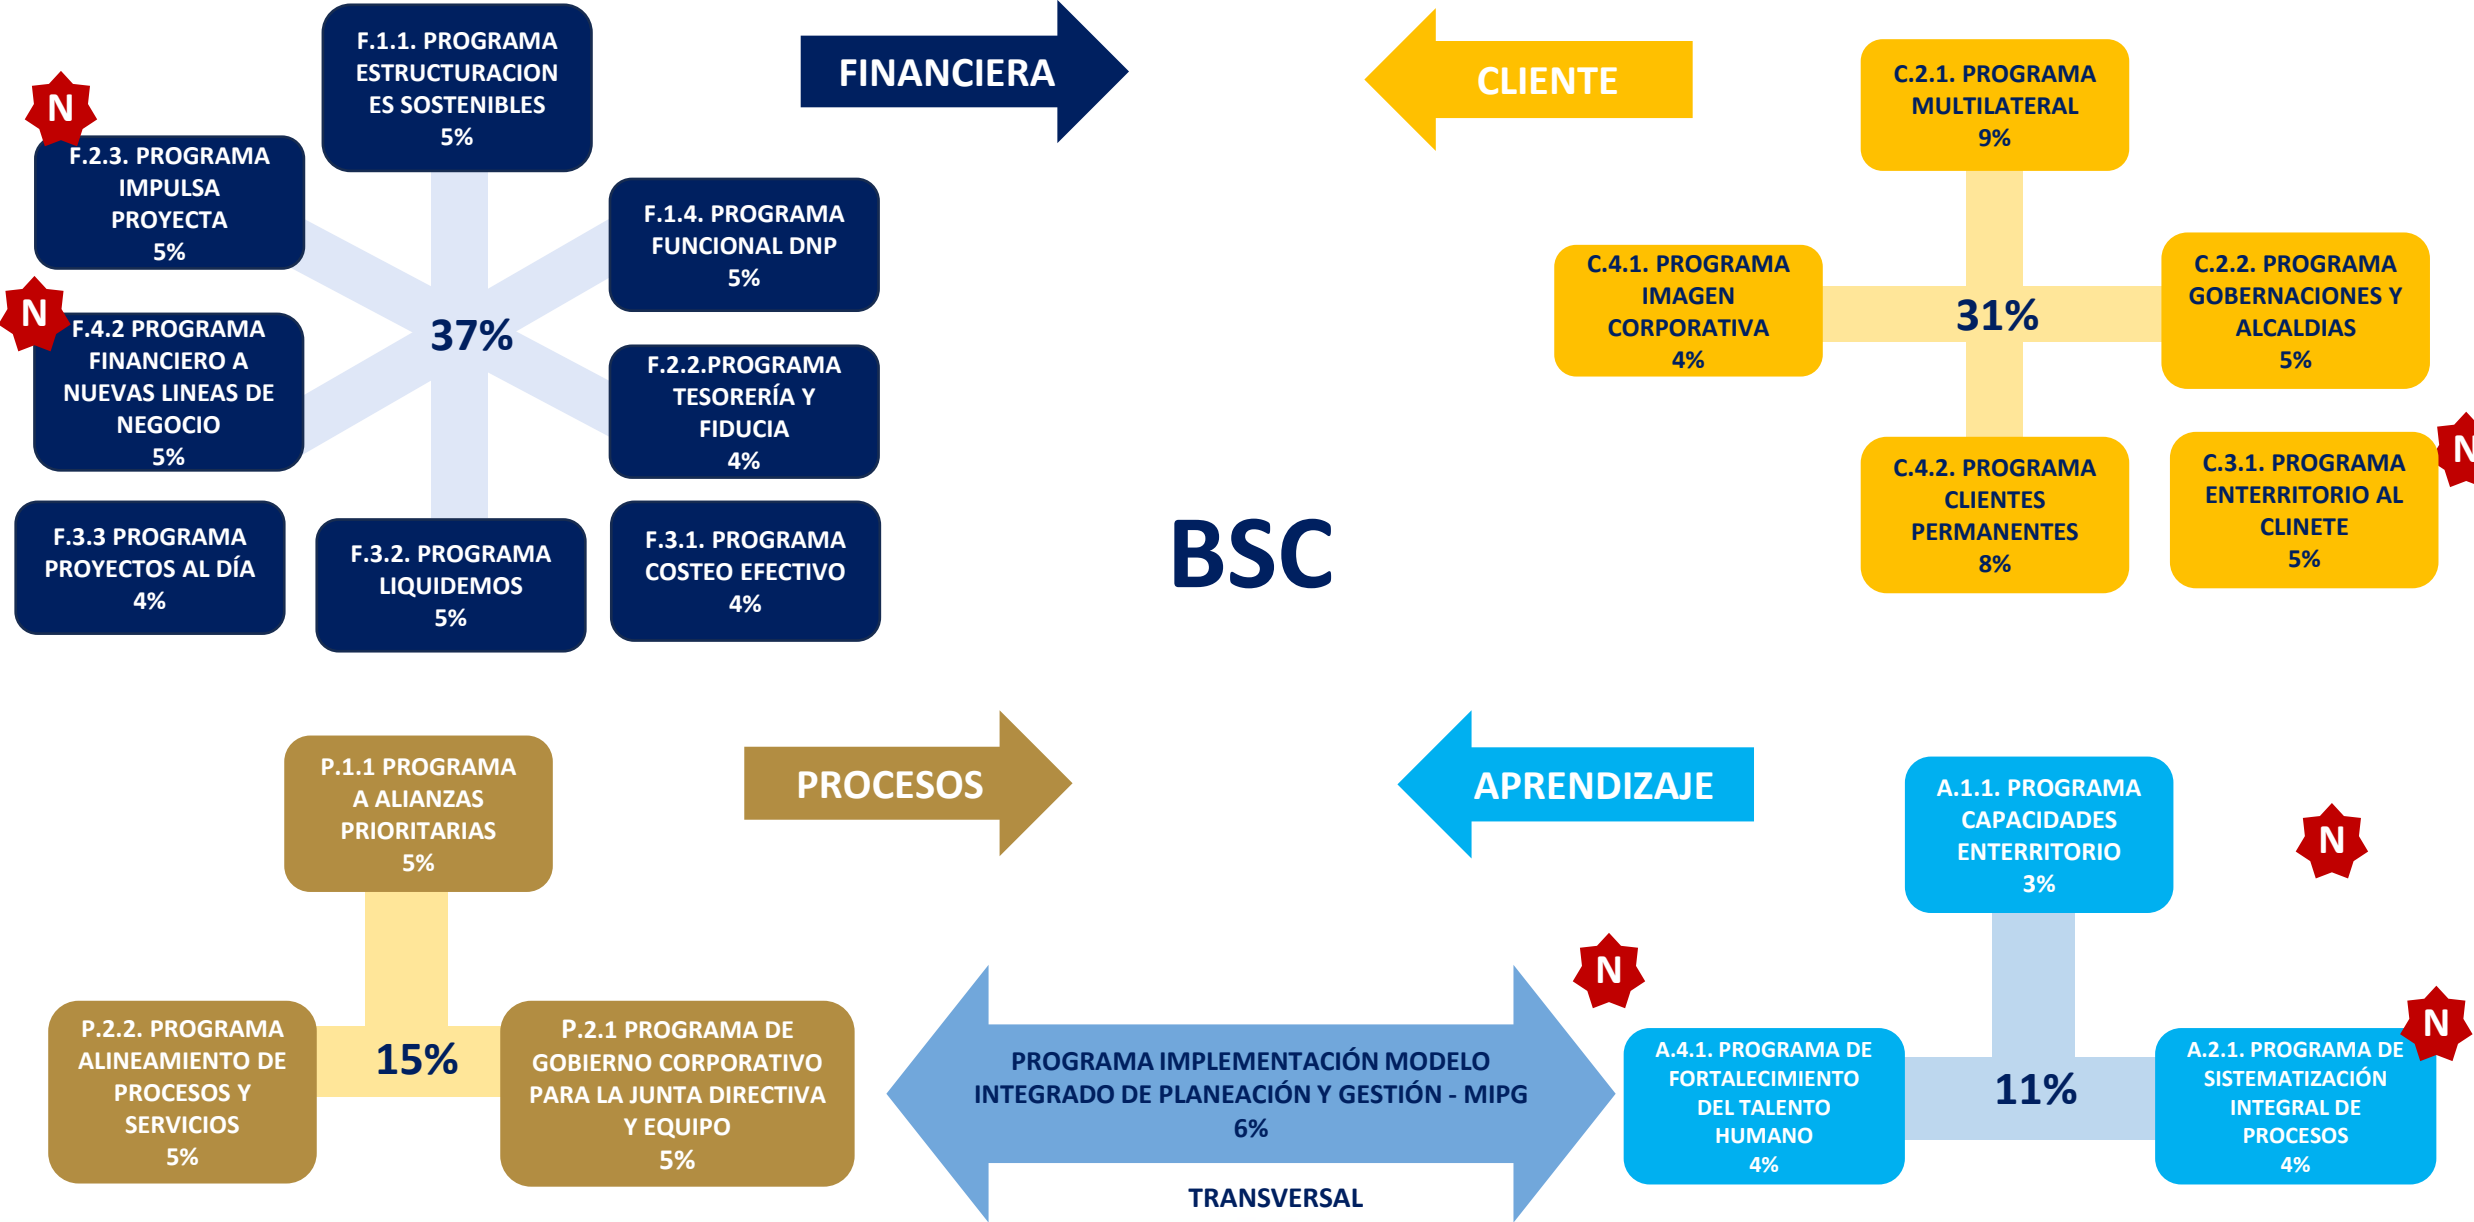 F.1.1. PROGRAMA
ESTRUCTURACION
ES SOSTENIBLES
5%
N
F.2.3. PROGRAMA
IMPULSA
PROYECTA
5%
F.1.4. PROGRAMA
FUNCIONAL DNP
5%
N
F.4.2 PROGRAMA
FINANCIERO A
NUEVAS LINEAS DE
NEGOCIO
5%
37%
F.2.2.PROGRAMA
TESORERÍA Y
FIDUCIA
4%
F.3.3 PROGRAMA
PROYECTOS AL DÍA
4%
F.3.2. PROGRAMA
LIQUIDEMOS
5%
F.3.1. PROGRAMA
COSTEO EFECTIVO
4%
FINANCIERA
CLIENTE
C.2.1. PROGRAMA
MULTILATERAL
9%
C.4.1. PROGRAMA
IMAGEN
CORPORATIVA
4%
31%
C.2.2. PROGRAMA
GOBERNACIONES Y
ALCALDIAS
5%
C.4.2. PROGRAMA
CLIENTES
PERMANENTES
8%
N
C.3.1. PROGRAMA
ENTERRITORIO AL
CLINETE
5%
BSC
P.1.1 PROGRAMA
A ALIANZAS
PRIORITARIAS
5%
PROCESOS
P.2.2. PROGRAMA
ALINEAMIENTO DE
PROCESOS Y
SERVICIOS
5%
15%
P.2.1 PROGRAMA DE
GOBIERNO CORPORATIVO
PARA LA JUNTA DIRECTIVA
Y EQUIPO
5%
APRENDIZAJE
A.1.1. PROGRAMA
CAPACIDADES
ENTERRITORIO
3%
N
N
A.4.1. PROGRAMA DE
FORTALECIMIENTO
DEL TALENTO
HUMANO
4%
11%
N
A.2.1. PROGRAMA DE
SISTEMATIZACIÓN
INTEGRAL DE
PROCESOS
4%
PROGRAMA IMPLEMENTACIÓN MODELO
INTEGRADO DE PLANEACIÓN Y GESTIÓN - MIPG
6%
TRANSVERSAL